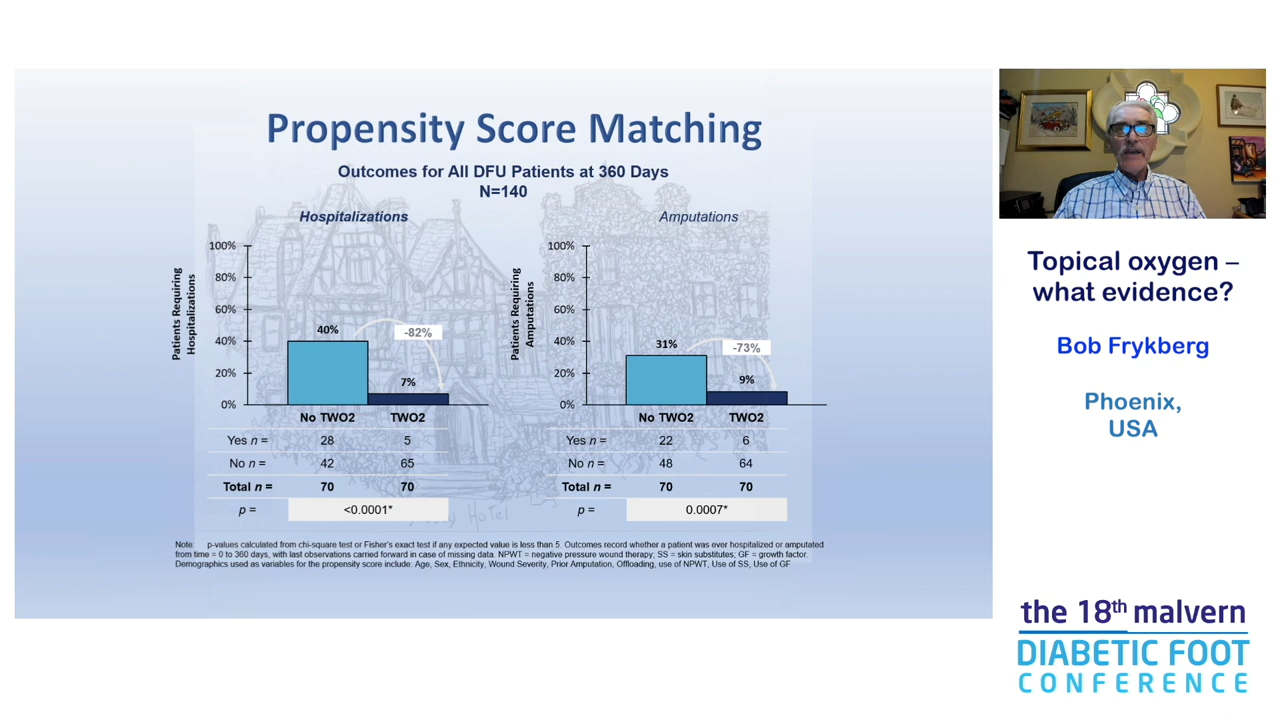 Propensity Score Matching
Outcomes for All DFU Patients at 360 Days
N=140
Hospitalizations
Patients Requiring
Hospitalizations
100%
80%
60%
40%
20%
0%
40%
-82%
7%
No TWO2 TWO2
Yes n = 28 5
No n = 42 65
Total n = 70 70
p = <0.0001*
Amputations
Patients Requiring
Amputations
100%
80%
60%
40%
20%
0%
31%
-73%
9%
No TWO2 TWO2
Yes n = 22 6
No n = 48 64
Total n = 70 70
p = 0.0007*
Note: p-values calculated from chi-square test or Fisher's exact test if any expected value is less than 5. Outcomes record whether a patient was ever hospitalized or amputated
from time = 0 to 360 days, with last observations carried forward in case of missing data. NPWT = negative pressure wound therapy; SS = skin substitutes; GF = growth factor.
Demographics used as variables for the propensity score include: Age, Sex, Ethnicity, Wound Severity, Prior Amputation, Offloading, use of NPWT, Use of SS, Use of GF
Topical oxygen –
what evidence?
Bob Frykberg
Phoenix,
USA
the 18th malvern
DIABETIC FOOT
CONFERENCE